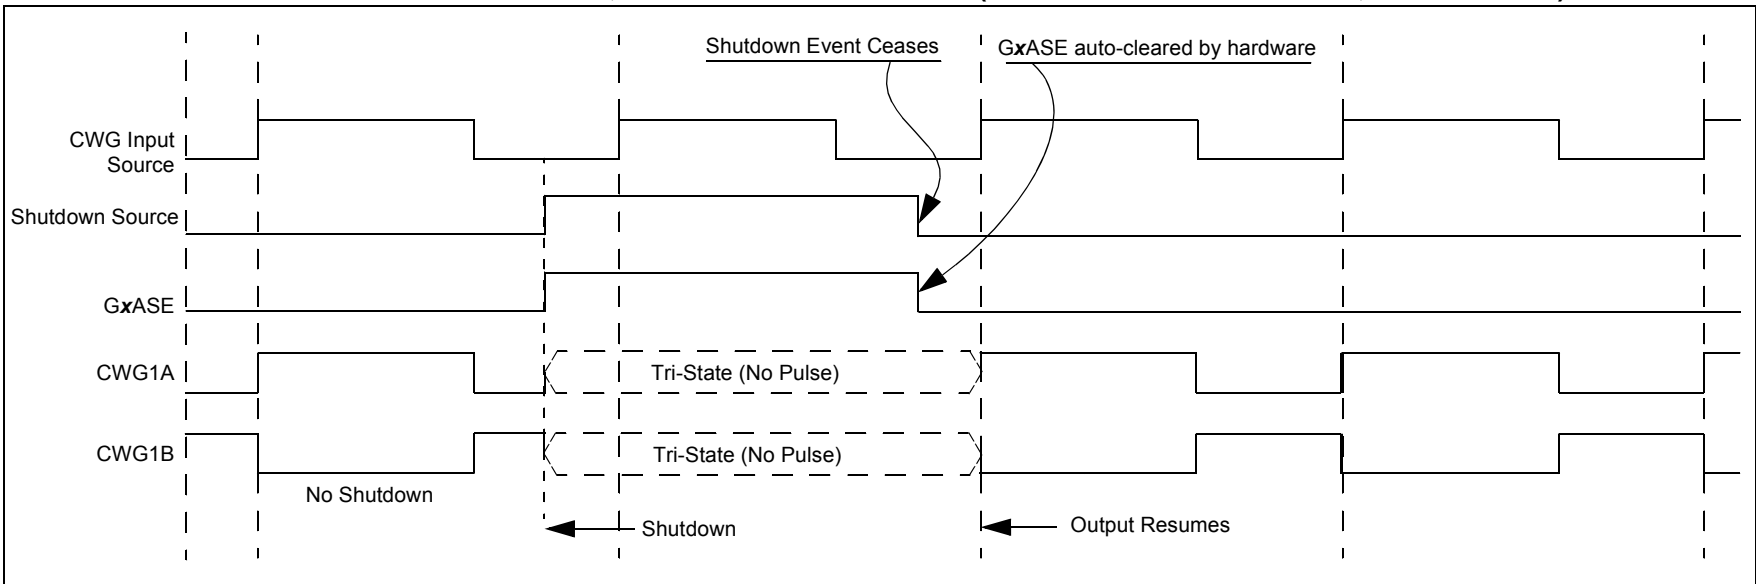 Shutdown Event Ceases
GxASE auto-cleared by hardware
CWG Input
Source
Shutdown Source
GxASE
CWG1A
Tri-State (No Pulse)
CWG1B
Tri-State (No Pulse)
No Shutdown
Shutdown
Output Resumes